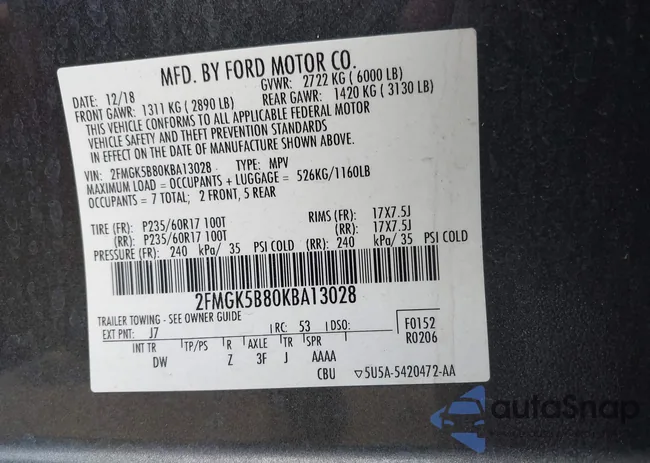 MFD. BY FORD MOTOR CO.
DATE: 12/18 GVWR: 2722 KG ( 6000 LB)
FRONT GAWR: 1311 KG ( 2890 LB) REAR GAWR: 1420 KG ( 3130 LB)
THIS VEHICLE CONFORMS TO ALL APPLICABLE FEDERAL MOTOR
VEHICLE SAFETY AND THEFT PREVENTION STANDARDS
IN EFFECT ON THE DATE OF MANUFACTURE SHOWN ABOVE
VIN: 2FMGK5B80KBA13028 TYPE: MPV
MAXIMUM LOAD = OCCUPANTS + LUGGAGE = 526KG/1160LB
OCCUPANTS = 7 TOTAL; 2 FRONT, 5 REAR
TIRE (FR): P235/60R17 100T RIMS (FR): 17X7.5J
(RR): P235/60R17 100T (RR): 17X7.5J
PRESSURE (FR): 240 kPa/ 35 PSI COLD (RR): 240 kPa/ 35 PSI COLD
2FMGK5B80KBA13028
TRAILER TOWING - SEE OWNER GUIDE
EXT PNT: J7 RC: 53 DSO: F0152
INT TR TP/PS R AXLE TR SPR R0206
DW Z 3F J AAAA
CBU ▽5U5A-5420472-AA
autoSnap